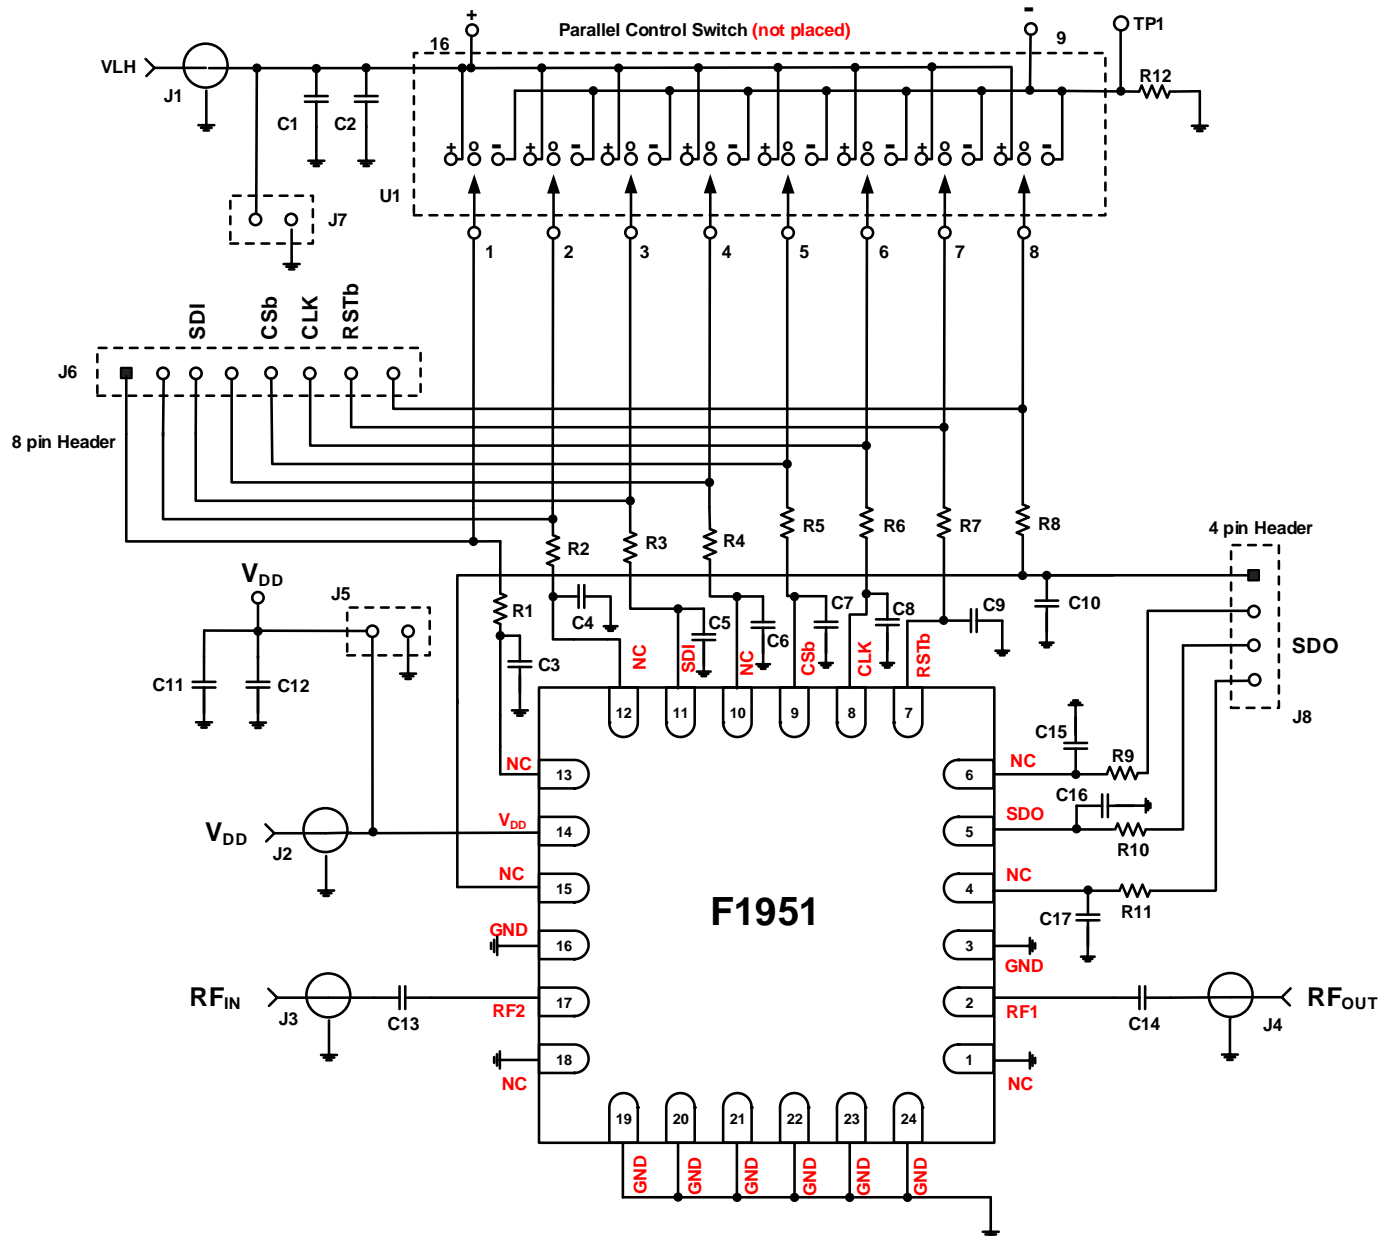 Parallel Control Switch (not placed)
+
-
16
9
TP1
VLH
J1
C1
C2
R12
+ o - + o - + o - + o - + o - + o - + o - + o -
U1
J7
1 2 3 4 5 6 7 8
SDI
CSb
CLK
RSTb
J6
8 pin Header
R1
R2
R3
R4
R5
R6
R7
R8
4 pin Header
VDD
J5
C11
C12
C3
C4
C5
C6
C7
C8
C9
C10
SDO
J8
NC
SDI
NC
CSb
CLK
RSTb
12 11 10 9 8 7
NC
13
6
NC
C15
R9
VDD
J2
VDD
14
5
SDO
C16
R10
NC
15
4
NC
C17
R11
F1951
GND
16
3
GND
RFIN
J3
C13
RF2
17
2
RF1
C14
J4
RFOUT
NC
18
1
NC
19 20 21 22 23 24
GND GND GND GND GND GND